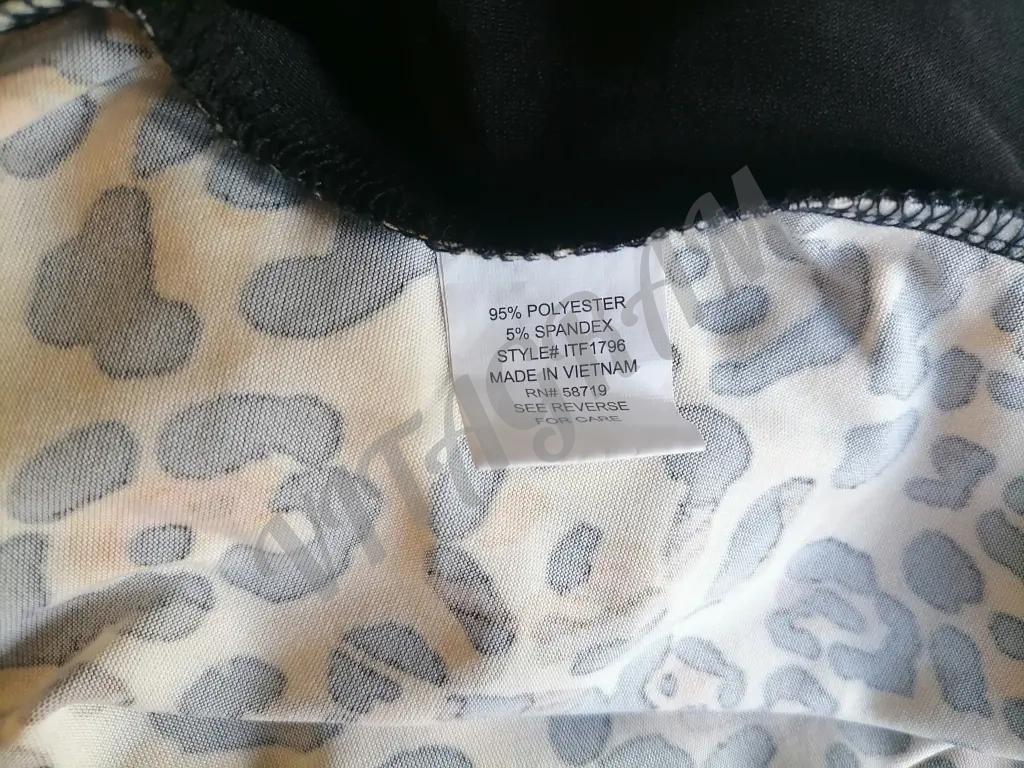 95% POLYESTER
5% SPANDEX
STYLE# ITF1796
MADE IN VIETNAM
RN# 58719
SEE REVERSE
FOR CARE